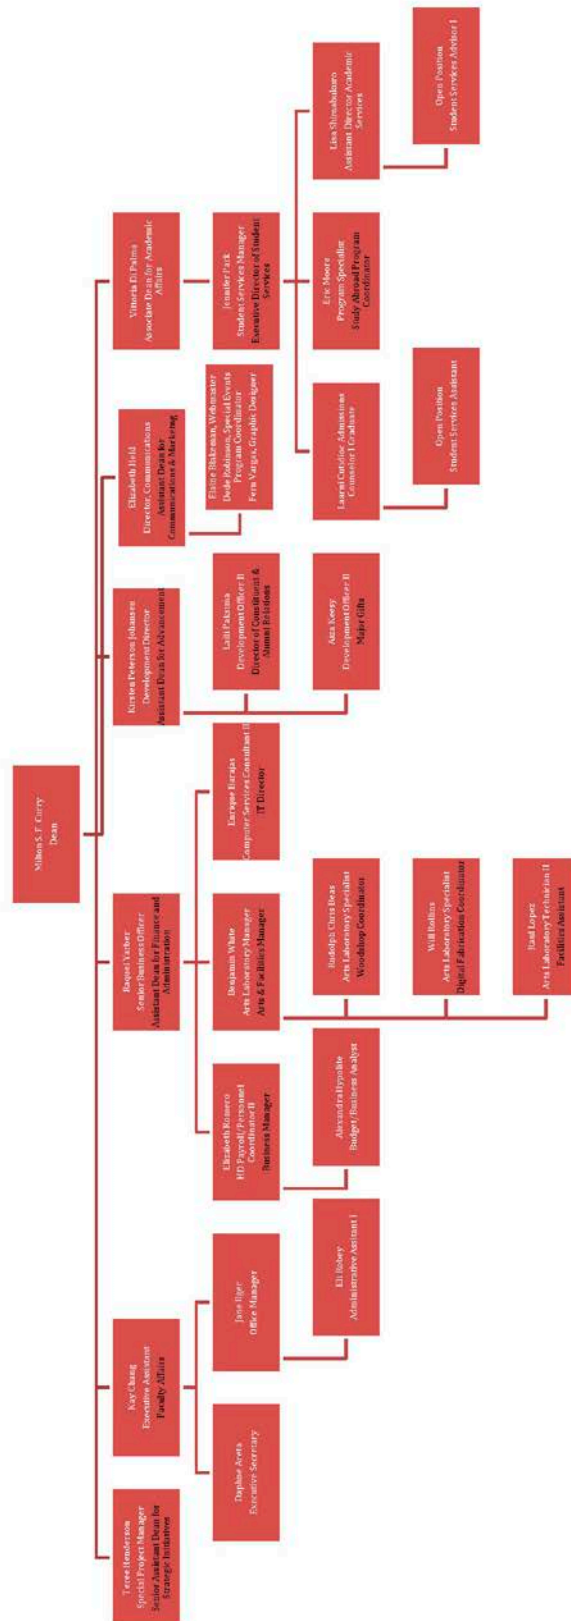 Milton S. F. Curry
Dean
Teree Henderson
Special Project Manager
Senior Assistant Dean for
Strategic Initiatives
Kay Chang
Executive Assistant
Faculty Affairs
Raquel Yarber
Senior Business Officer
Assistant Dean for Finance and
Administration
Kirsten Peterson Johansen
Development Director
Assistant Dean for Advancement
Elizabeth Held
Director, Communications
Assistant Dean for
Communications & Marketing
Vittoria Di Palma
Associate Dean for Academic
Affairs
Daphne
Executive Secretary
Jane Ilger
Office Manager
Elizabeth Romero
HD Payroll/Personnel
Coordinator II
Business Manager
Benjamin White
Arts Laboratory Manager
Arts & Facilities Manager
Enrique Barajas
Computer Services Consultant II
IT Director
Laili
Development Officer II
Director of Constituent &
Alumni Relations
Elaine Blakeman, Webmaster
Dede Robinson, Special Events
Program Coordinator
Fern Vargas, Graphic Designer
Jennifer Park
Student Services Manager
Executive Director of Student
Services
Eli Robey
Administrative Assitant I
Alexandra Hypolite
Budget/Business Analyst
Rudolph Chris Beas
Arts Laboratory Specialist
Woodshop Coordinator
Keesy
Development Officer II
Major Gifts
Admissions
Counselor I Graduate
Eric Moore
Program Specialist
Study Abroad Program
Coordinator
Lisa Shimabukuro
Assistant Director Academic
Services
Will Rollins
Arts Laboratory Specialist
Digital Fabrication Coordinator
Open Position
Student Services Assistant
Open Position
Student Services Advisor I
Raul Lopez
Arts Laboratory Technician II
Facilities Assistant